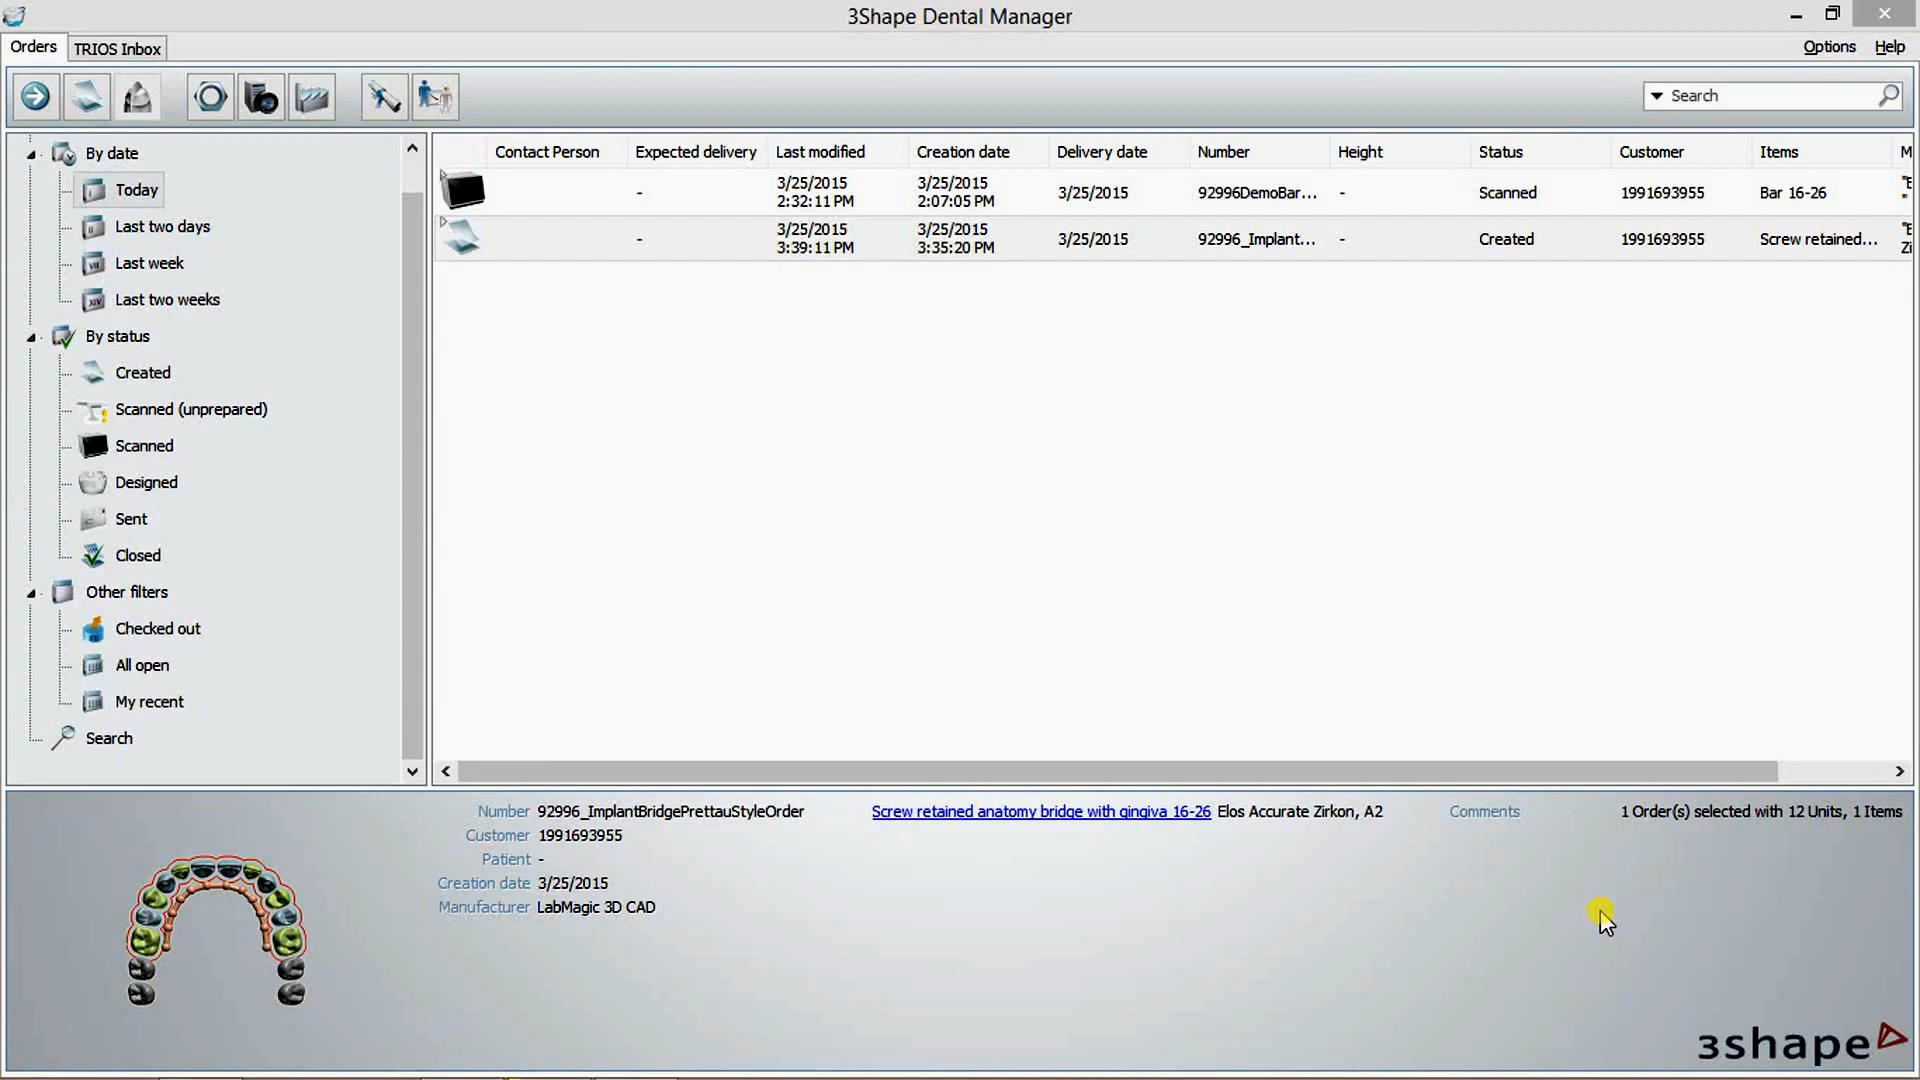 3Shape Dental Manager
Orders
TRIOS Inbox
Options
Help
Search
By date
Today
Last two days
Last week
Last two weeks
By status
Created
Scanned (unprepared)
Scanned
Designed
Sent
Closed
Other filters
Checked out
All open
My recent
Search
Contact Person Expected delivery Last modified Creation date Delivery date Number Height Status Customer Items M
- 3/25/2015 2:32:11 PM 3/25/2015 2:07:05 PM 3/25/2015 92996DemoBar... - Scanned 1991693955 Bar 16-26
- 3/25/2015 3:39:11 PM 3/25/2015 3:35:20 PM 3/25/2015 92996_Implant... - Created 1991693955 Screw retained... "E Zi
Number 92996_ImplantBridgePrettauStyleOrder
Customer 1991693955
Patient -
Creation date 3/25/2015
Manufacturer LabMagic 3D CAD
Screw retained anatomy bridge with gingiva 16-26 Elos Accurate Zirkon, A2
Comments
1 Order(s) selected with 12 Units, 1 Items
3shape